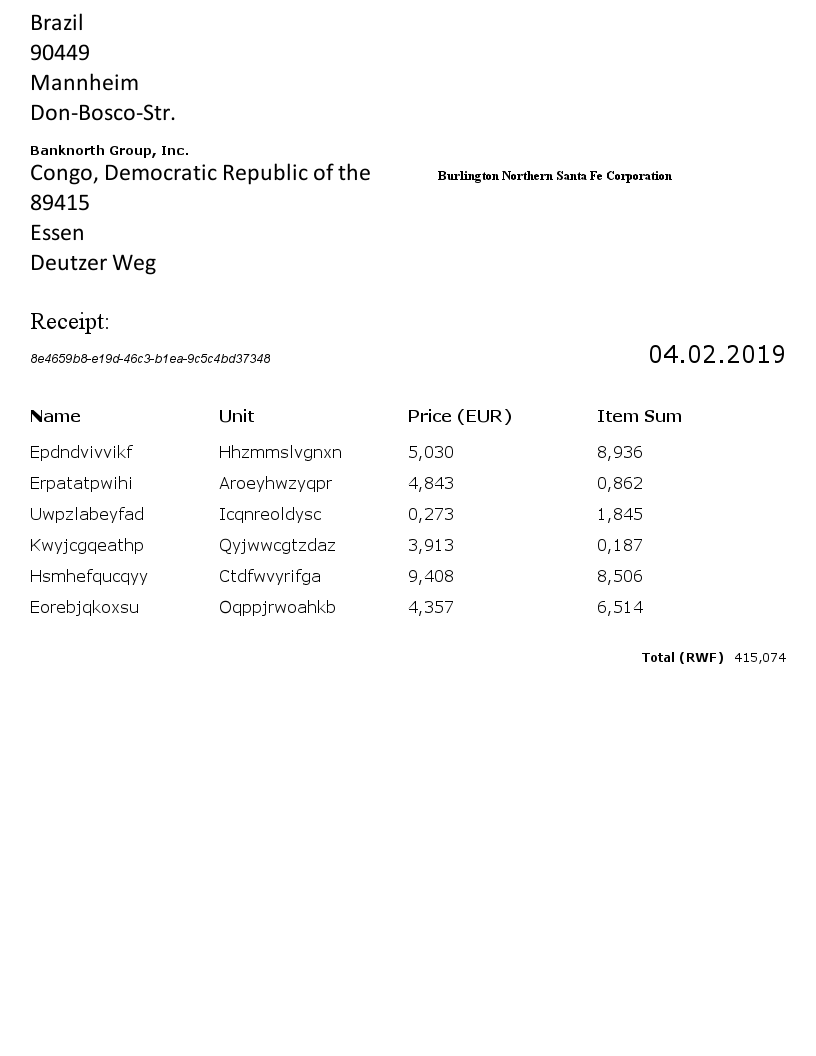 Brazil
90449
Mannheim
Don-Bosco-Str.
Banknorth Group, Inc.
Congo, Democratic Republic of the
Burlington Northern Santa Fe Corporation
89415
Essen
Deutzer Weg
Receipt:
8e4659b8-e19d-46c3-b1ea-9c5c4bd37348
04.02.2019
Name Unit Price (EUR) Item Sum
Epdndvivvikf Hhzmmslvgnxn 5,030 8,936
Erpatatpwihi Aroeyhwzyqpr 4,843 0,862
Uwpzlabeyfad Icqnreoldysc 0,273 1,845
Kwyjcgqeathp Qyjwwcgtzdaz 3,913 0,187
Hsmhefqucqyy Ctdfwvyrifga 9,408 8,506
Eorebjqkoxsu Oqppjrwoahkb 4,357 6,514
Total (RWF) 415,074